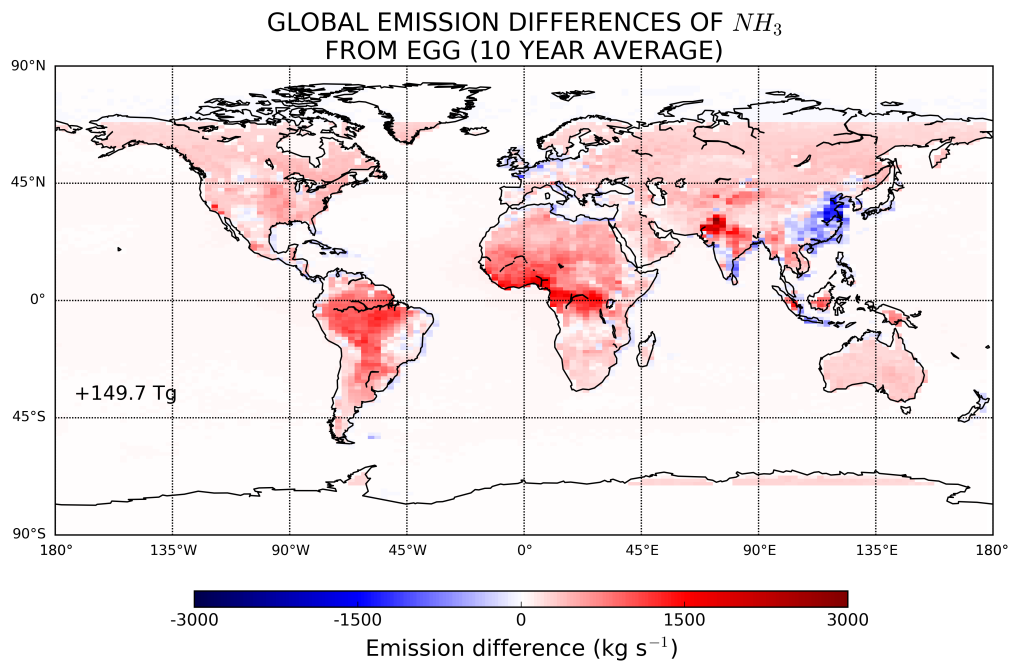 GLOBAL EMISSION DIFFERENCES OF NH₃
FROM EGG (10 YEAR AVERAGE)
90°N
45°N
0°
45°S
90°S
+149.7 Tg
180° 135°W 90°W 45°W 0° 45°E 90°E 135°E 180°
-3000 -1500 0 1500 3000
Emission difference (kg s⁻¹)